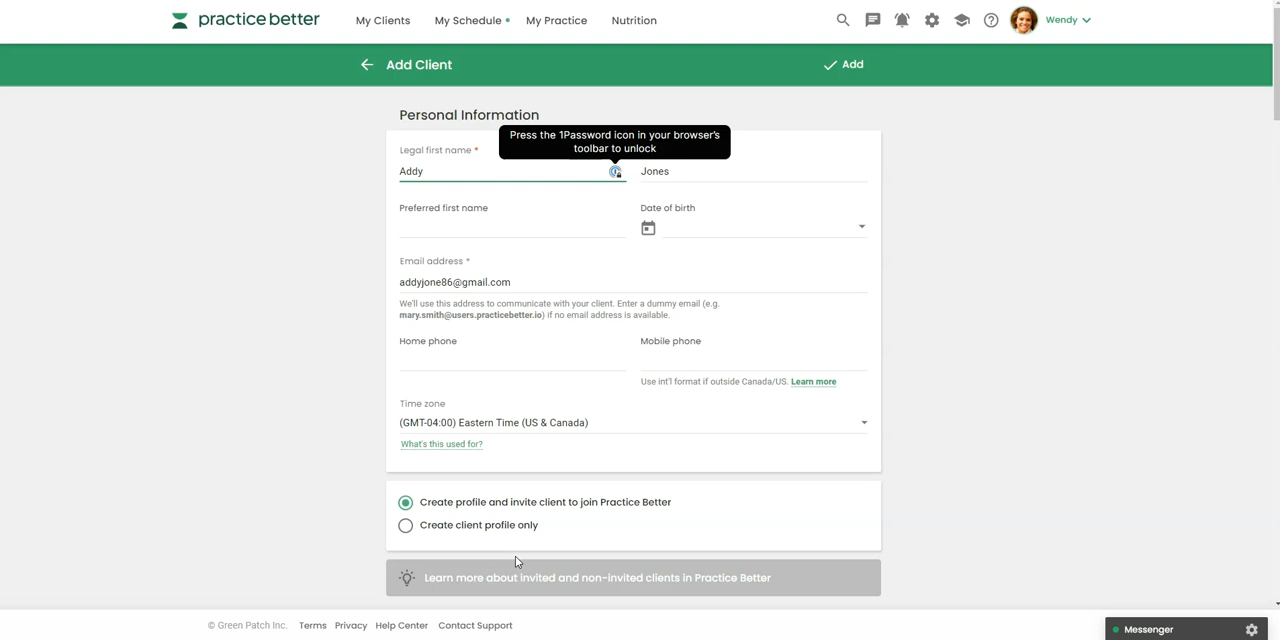 practice better My Clients My Schedule My Practice Nutrition Wendy
Add Client Add
Personal Information
Press the 1Password icon in your browser's
toolbar to unlock
Legal first name *
Addy Jones
Preferred first name Date of birth
Email address *
addyjone86@gmail.com
We'll use this address to communicate with your client. Enter a dummy email (e.g.
mary.smith@users.practicebetter.io) if no email address is available.
Home phone Mobile phone
Use int'l format if outside Canada/US. Learn more
Time zone
(GMT-04:00) Eastern Time (US & Canada)
What's this used for?
Create profile and invite client to join Practice Better
Create client profile only
Learn more about invited and non-invited clients in Practice Better
© Green Patch Inc. Terms Privacy Help Center Contact Support
Messenger